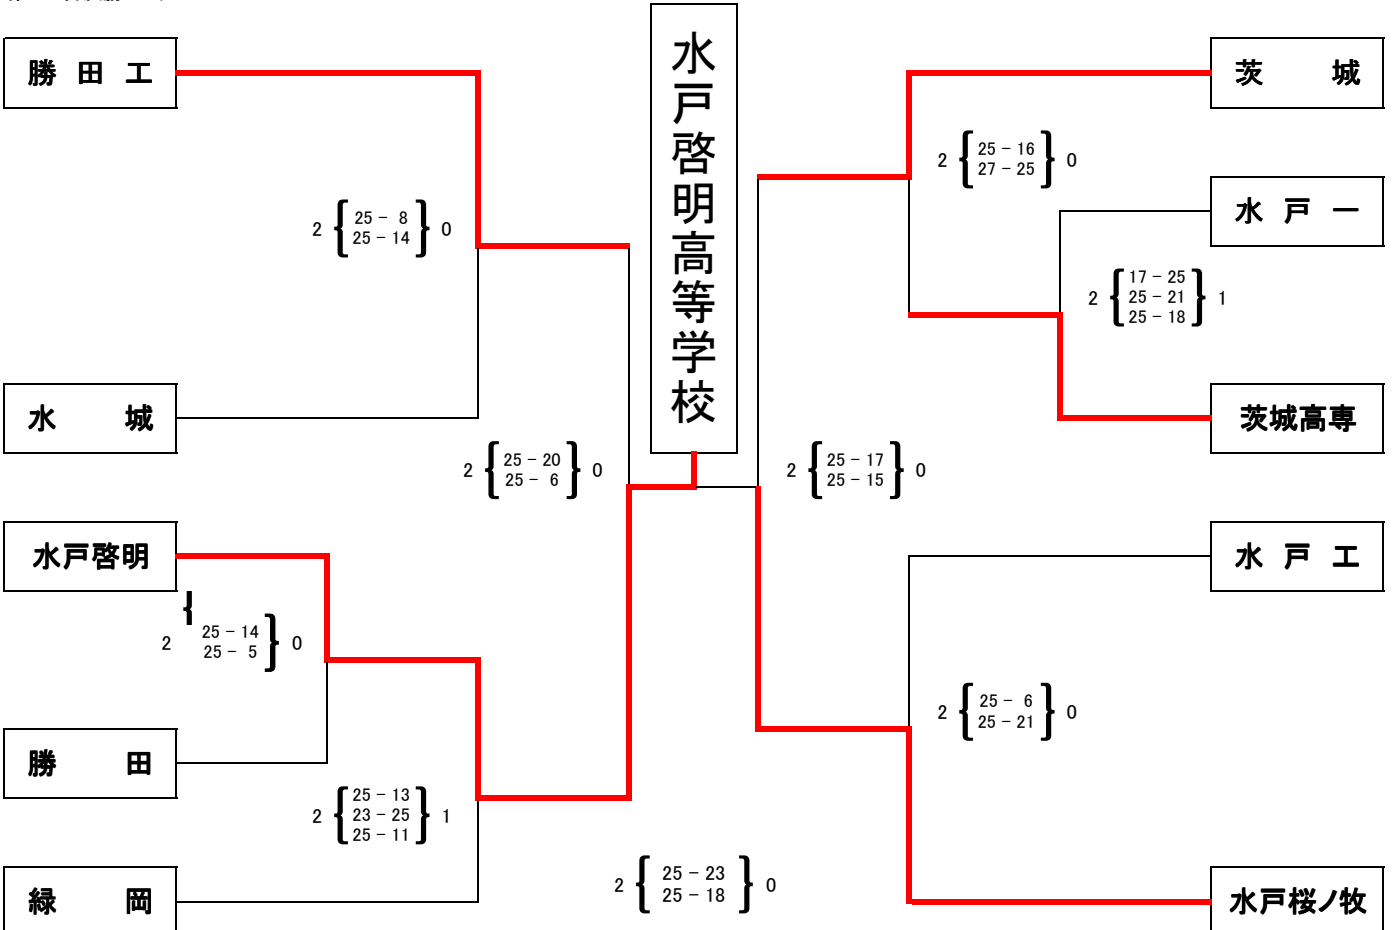 水戸啓明高等学校
勝 田 工
2 { 25 - 8 } 0
25 - 14
水 城
2 { 25 - 20 } 0
25 - 6
水戸啓明
2 { 25 - 14 } 0
25 - 5
勝 田
2 { 25 - 13 } 1
23 - 25
25 - 11
緑 岡
2 { 25 - 23 } 0
25 - 18
茨 城
2 { 25 - 16 } 0
27 - 25
水 戸 一
2 { 17 - 25 } 1
25 - 21
25 - 18
茨城高専
2 { 25 - 17 } 0
25 - 15
水 戸 工
2 { 25 - 6 } 0
25 - 21
水戸桜ノ牧